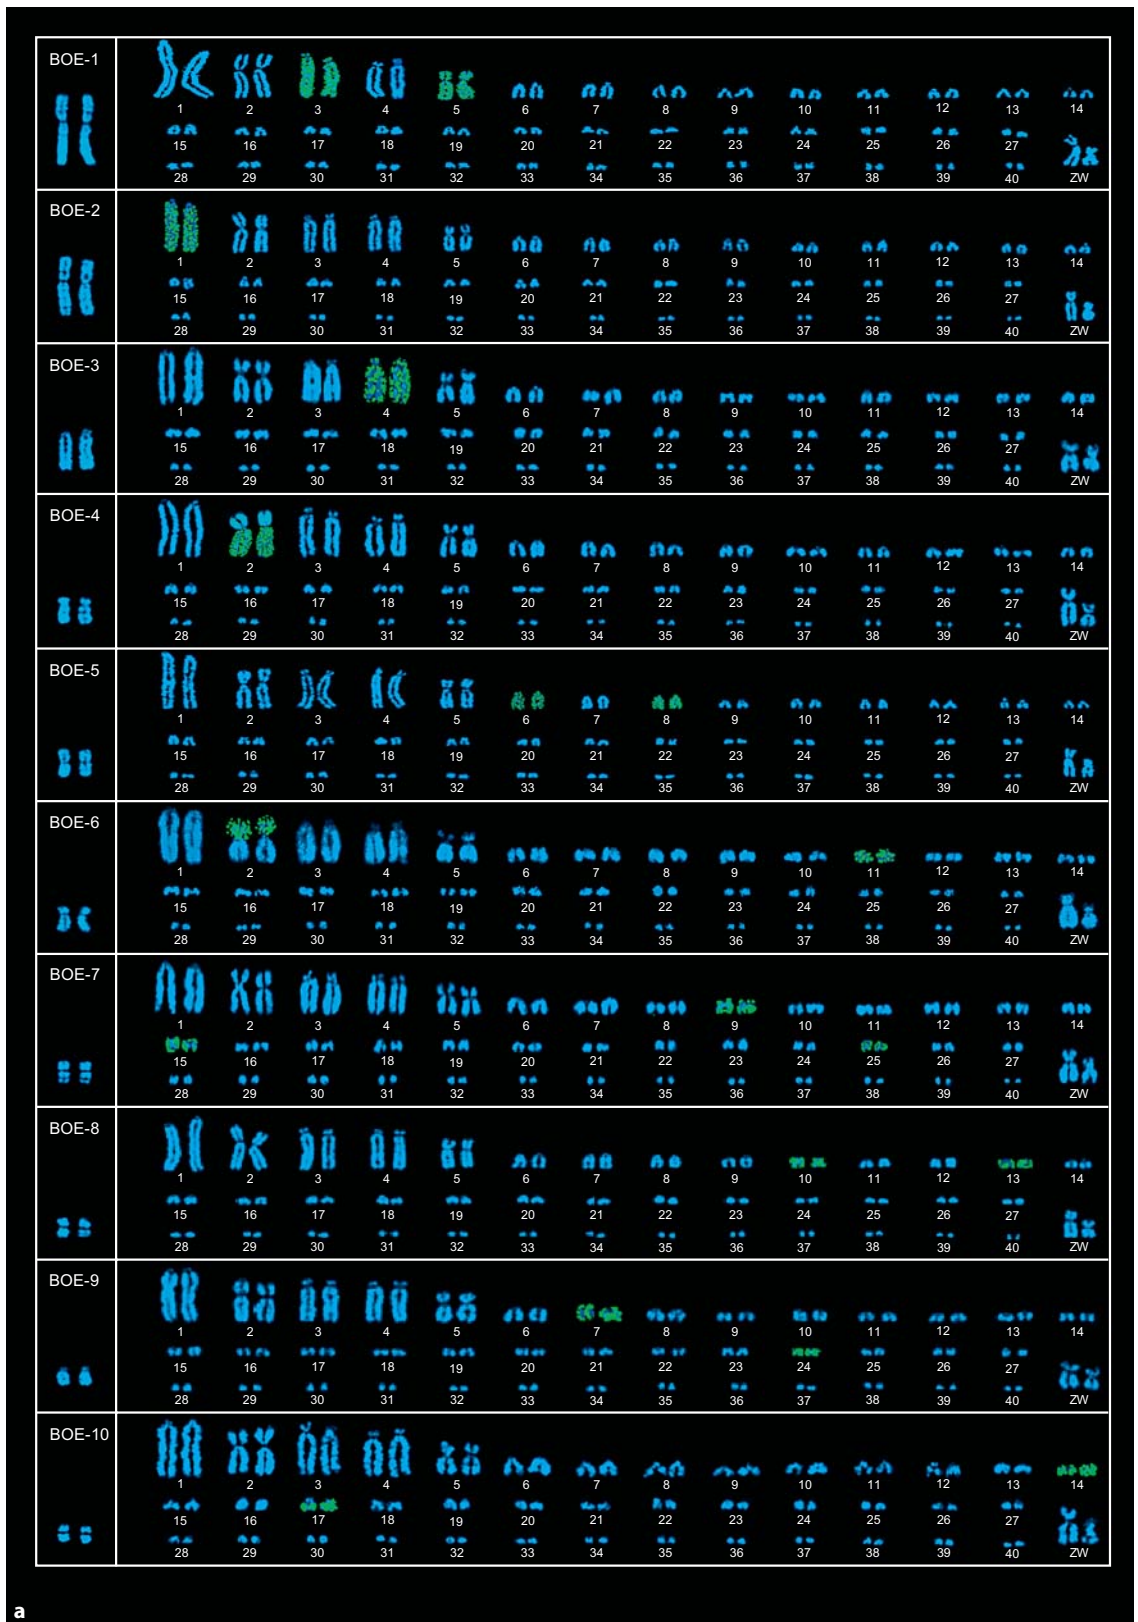 BOE-1
1 2 3 4 5 6 7 8 9 10 11 12 13 14
15 16 17 18 19 20 21 22 23 24 25 26 27
28 29 30 31 32 33 34 35 36 37 38 39 40 ZW
BOE-2
1 2 3 4 5 6 7 8 9 10 11 12 13 14
15 16 17 18 19 20 21 22 23 24 25 26 27
28 29 30 31 32 33 34 35 36 37 38 39 40 ZW
BOE-3
1 2 3 4 5 6 7 8 9 10 11 12 13 14
15 16 17 18 19 20 21 22 23 24 25 26 27
28 29 30 31 32 33 34 35 36 37 38 39 40 ZW
BOE-4
1 2 3 4 5 6 7 8 9 10 11 12 13 14
15 16 17 18 19 20 21 22 23 24 25 26 27
28 29 30 31 32 33 34 35 36 37 38 39 40 ZW
BOE-5
1 2 3 4 5 6 7 8 9 10 11 12 13 14
15 16 17 18 19 20 21 22 23 24 25 26 27
28 29 30 31 32 33 34 35 36 37 38 39 40 ZW
BOE-6
1 2 3 4 5 6 7 8 9 10 11 12 13 14
15 16 17 18 19 20 21 22 23 24 25 26 27
28 29 30 31 32 33 34 35 36 37 38 39 40 ZW
BOE-7
1 2 3 4 5 6 7 8 9 10 11 12 13 14
15 16 17 18 19 20 21 22 23 24 25 26 27
28 29 30 31 32 33 34 35 36 37 38 39 40 ZW
BOE-8
1 2 3 4 5 6 7 8 9 10 11 12 13 14
15 16 17 18 19 20 21 22 23 24 25 26 27
28 29 30 31 32 33 34 35 36 37 38 39 40 ZW
BOE-9
1 2 3 4 5 6 7 8 9 10 11 12 13 14
15 16 17 18 19 20 21 22 23 24 25 26 27
28 29 30 31 32 33 34 35 36 37 38 39 40 ZW
BOE-10
1 2 3 4 5 6 7 8 9 10 11 12 13 14
15 16 17 18 19 20 21 22 23 24 25 26 27
28 29 30 31 32 33 34 35 36 37 38 39 40 ZW
a